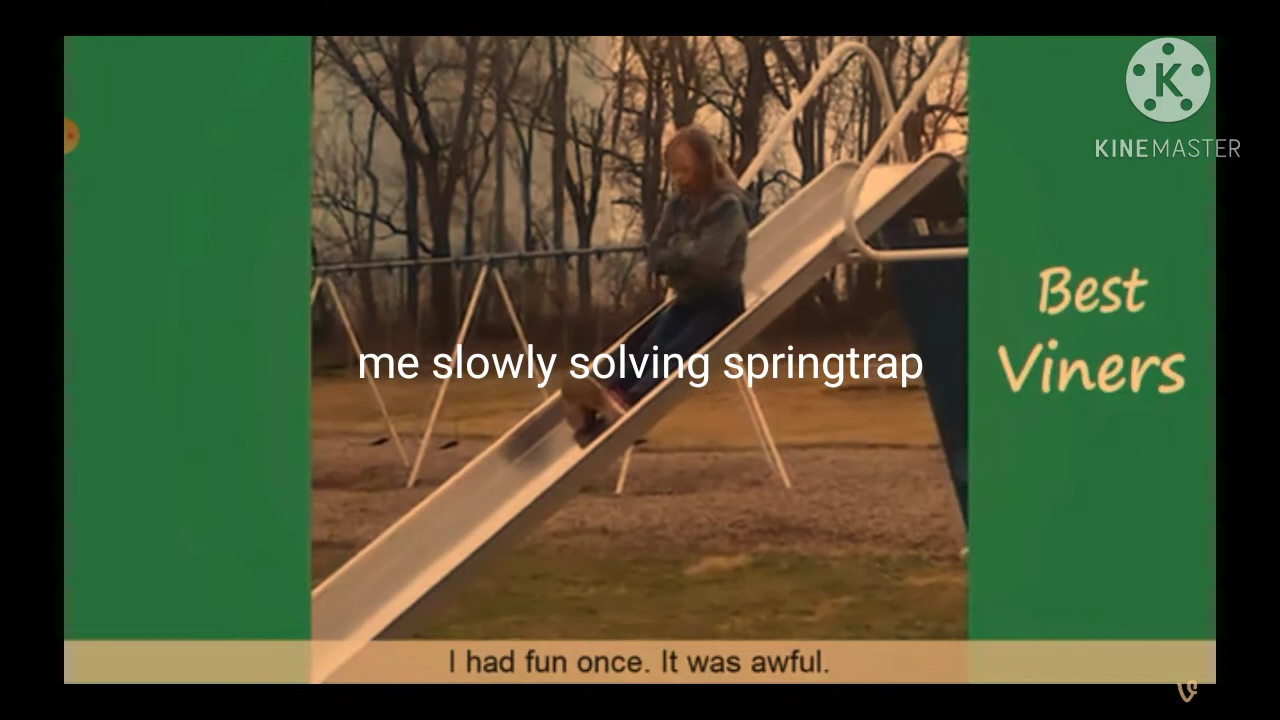 K
KINEMASTER
Best
Viners
me slowly solving springtrap
I had fun once. It was awful.